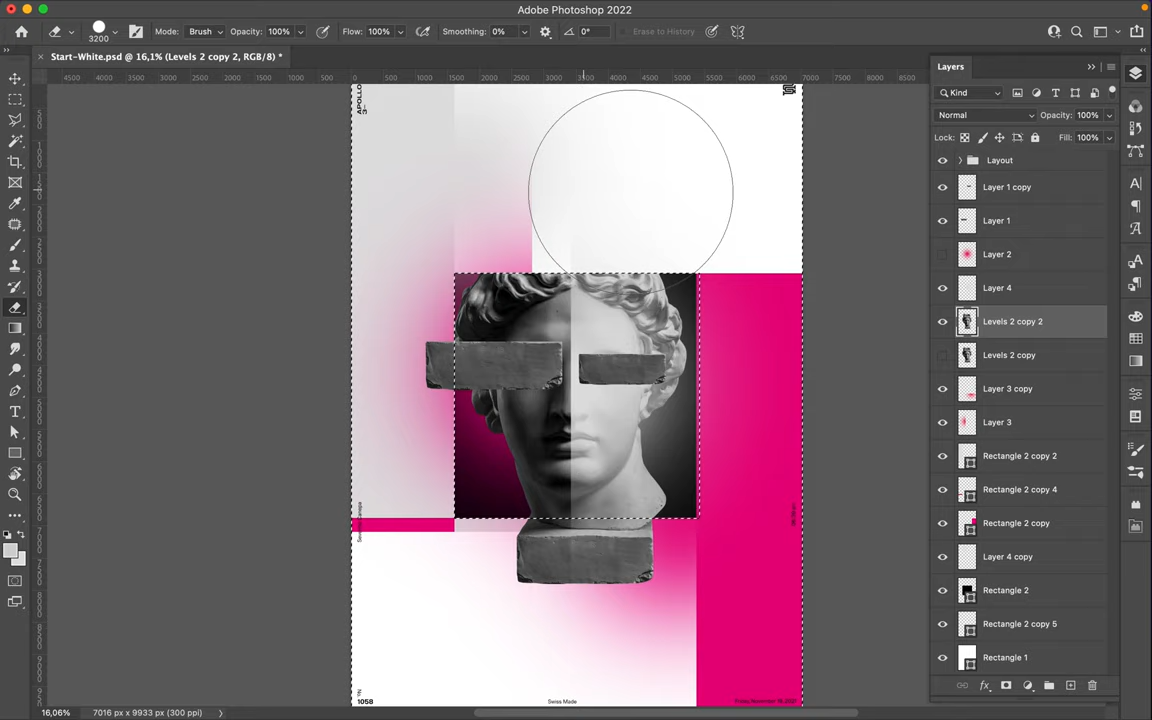 Adobe Photoshop 2022
3200
Mode: Brush Opacity: 100% Flow: 100% Smoothing: 0% 0° Erase to History
Start-White.psd @ 16,1% (Levels 2 copy 2, RGB/8) *
4500 4000 3500 3000 2500 2000 1500 1000 500 0 500 1000 1500 2000 2500 3000 3500 4000 4500 5000 5500 6000 6500 7000 7500 8000 8500
Layers
Kind
Normal Opacity: 100%
Lock: Fill: 100%
Layout
Layer 1 copy
Layer 1
Layer 2
Layer 4
Levels 2 copy 2
Levels 2 copy
Layer 3 copy
Layer 3
Rectangle 2 copy 2
Rectangle 2 copy 4
Rectangle 2 copy
Layer 4 copy
Rectangle 2
Rectangle 2 copy 5
Rectangle 1
APOLLO
3—
1058
Swiss Made
Friday, November 19, 2021
16,06% 7016 px x 9933 px (300 ppi)